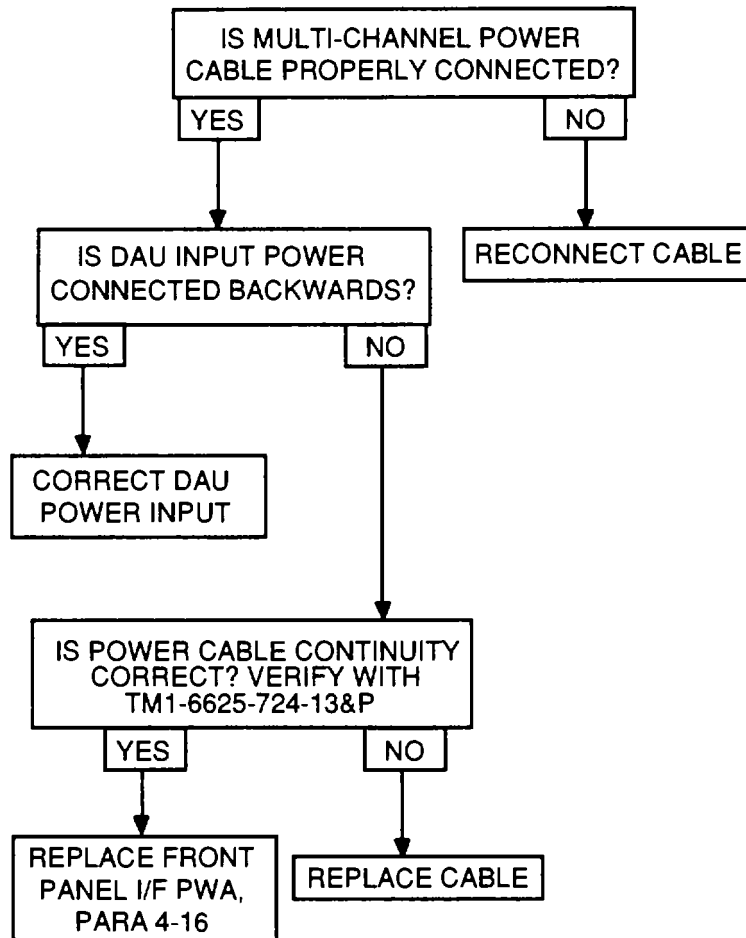 IS MULTI-CHANNEL POWER
CABLE PROPERLY CONNECTED?
YES
NO
IS DAU INPUT POWER
CONNECTED BACKWARDS?
RECONNECT CABLE
YES
NO
CORRECT DAU
POWER INPUT
IS POWER CABLE CONTINUITY
CORRECT? VERIFY WITH
TM1-6625-724-13&P
YES
NO
REPLACE FRONT
PANEL I/F PWA,
PARA 4-16
REPLACE CABLE